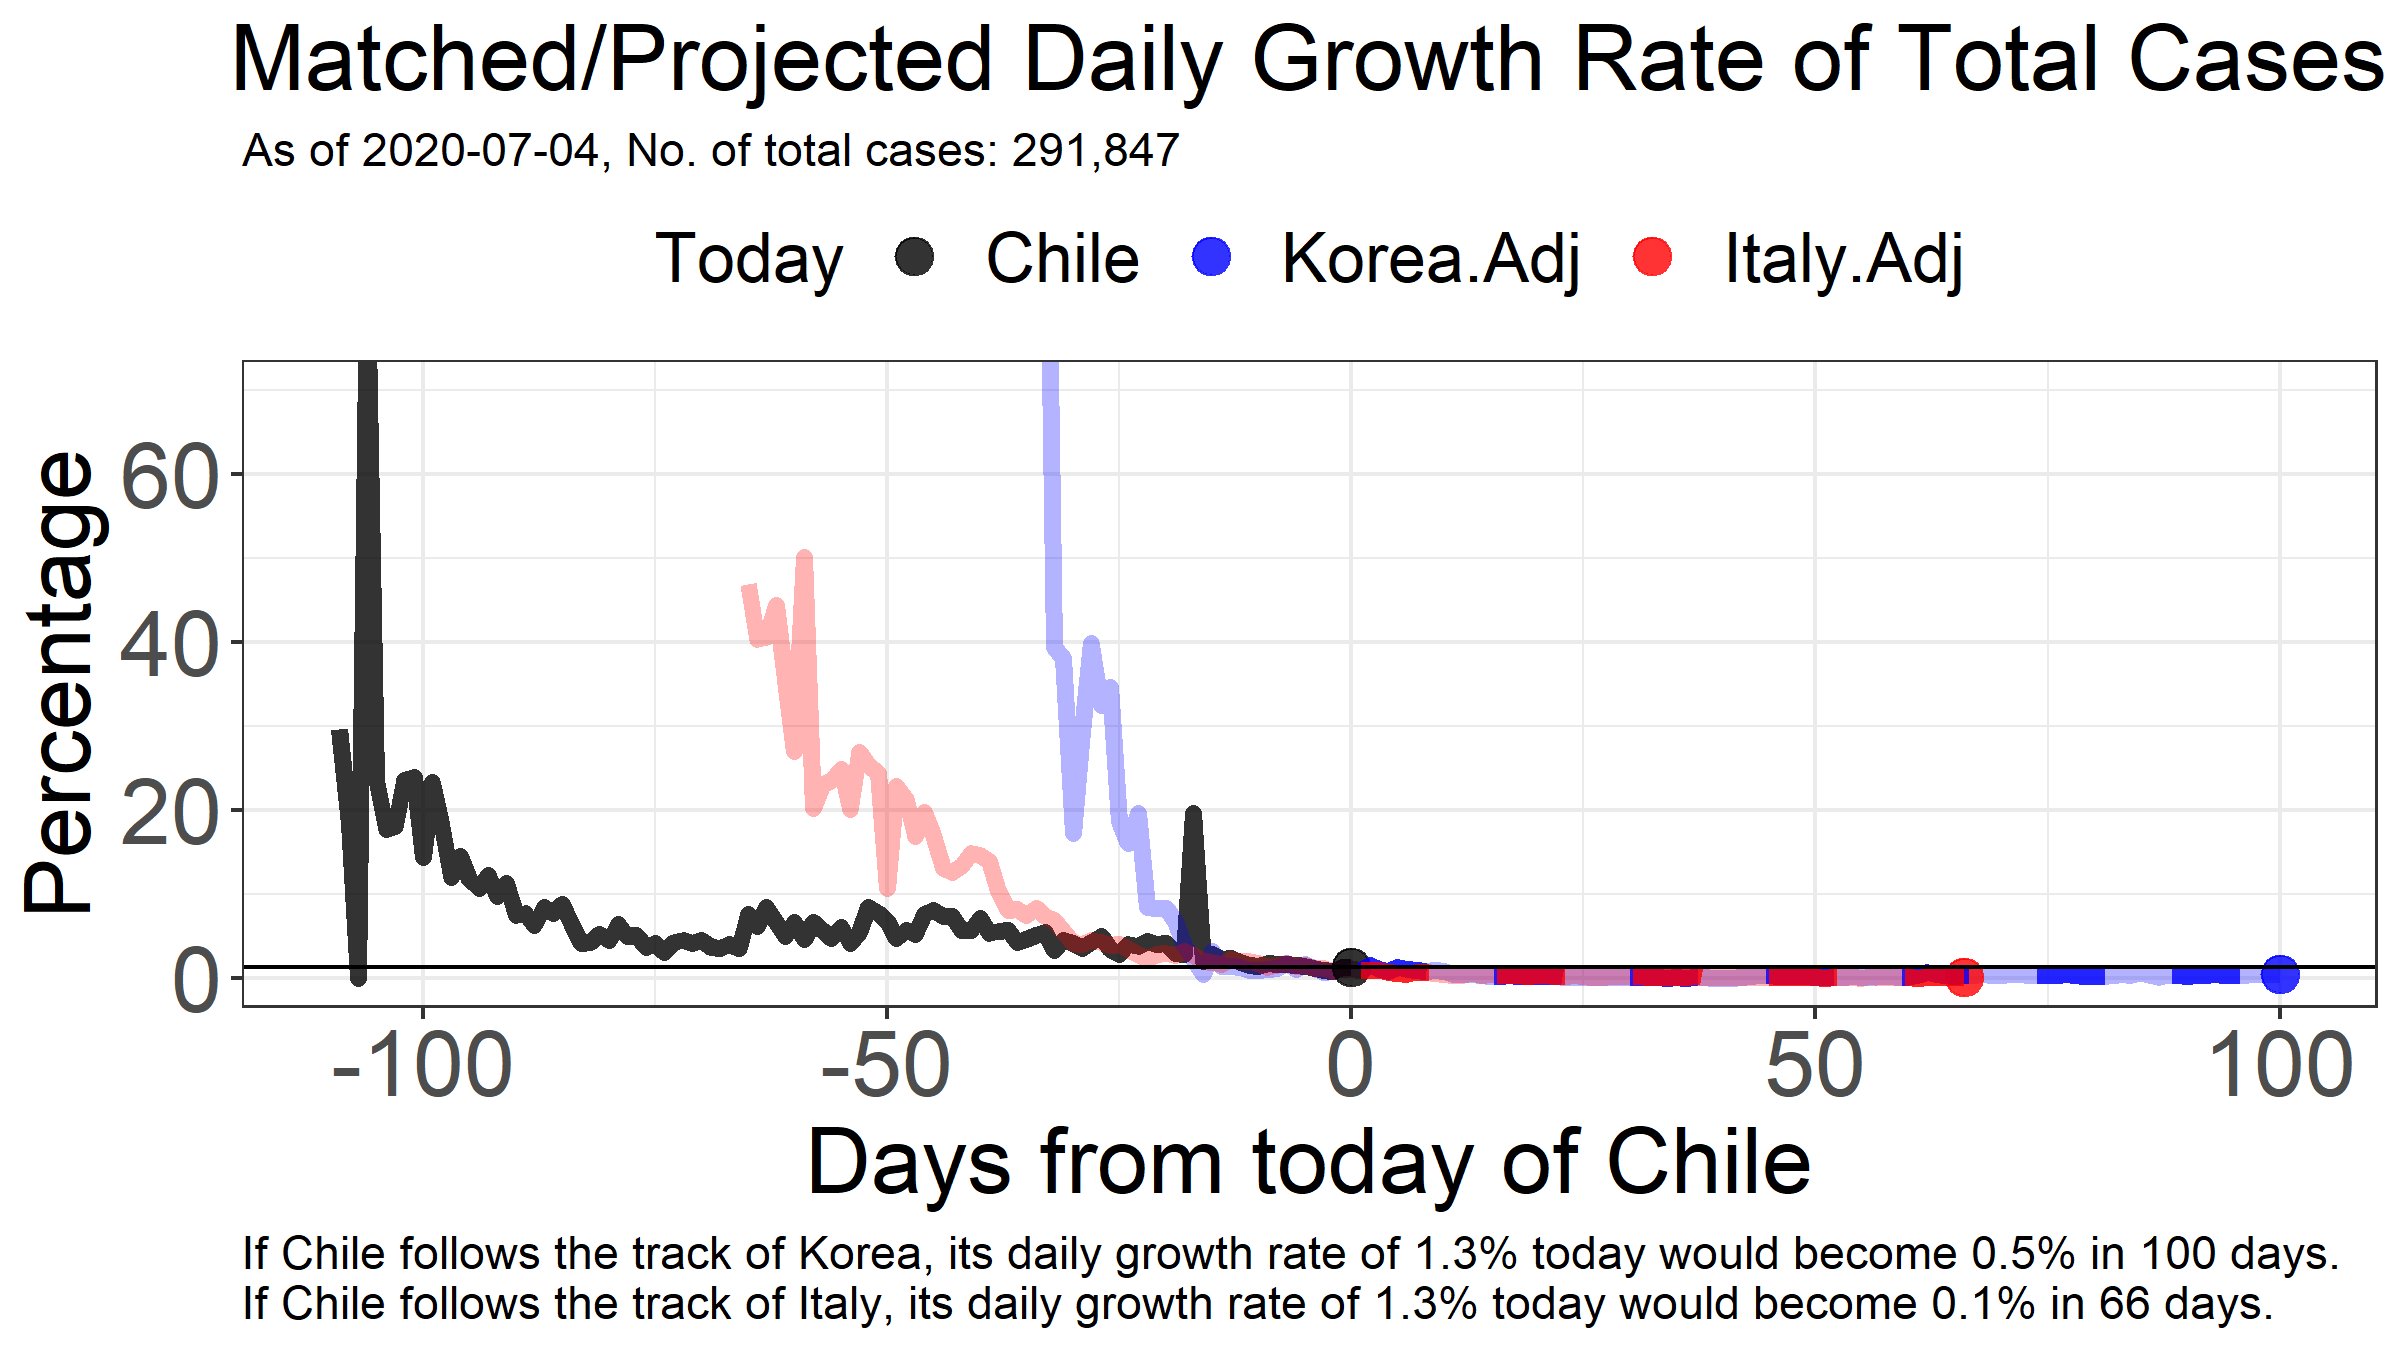 Matched/Projected Daily Growth Rate of Total Cases
As of 2020-07-04, No. of total cases: 291,847
Today Chile Korea.Adj Italy.Adj
Percentage
60
40
20
0
-100 -50 0 50 100
Days from today of Chile
If Chile follows the track of Korea, its daily growth rate of 1.3% today would become 0.5% in 100 days.
If Chile follows the track of Italy, its daily growth rate of 1.3% today would become 0.1% in 66 days.